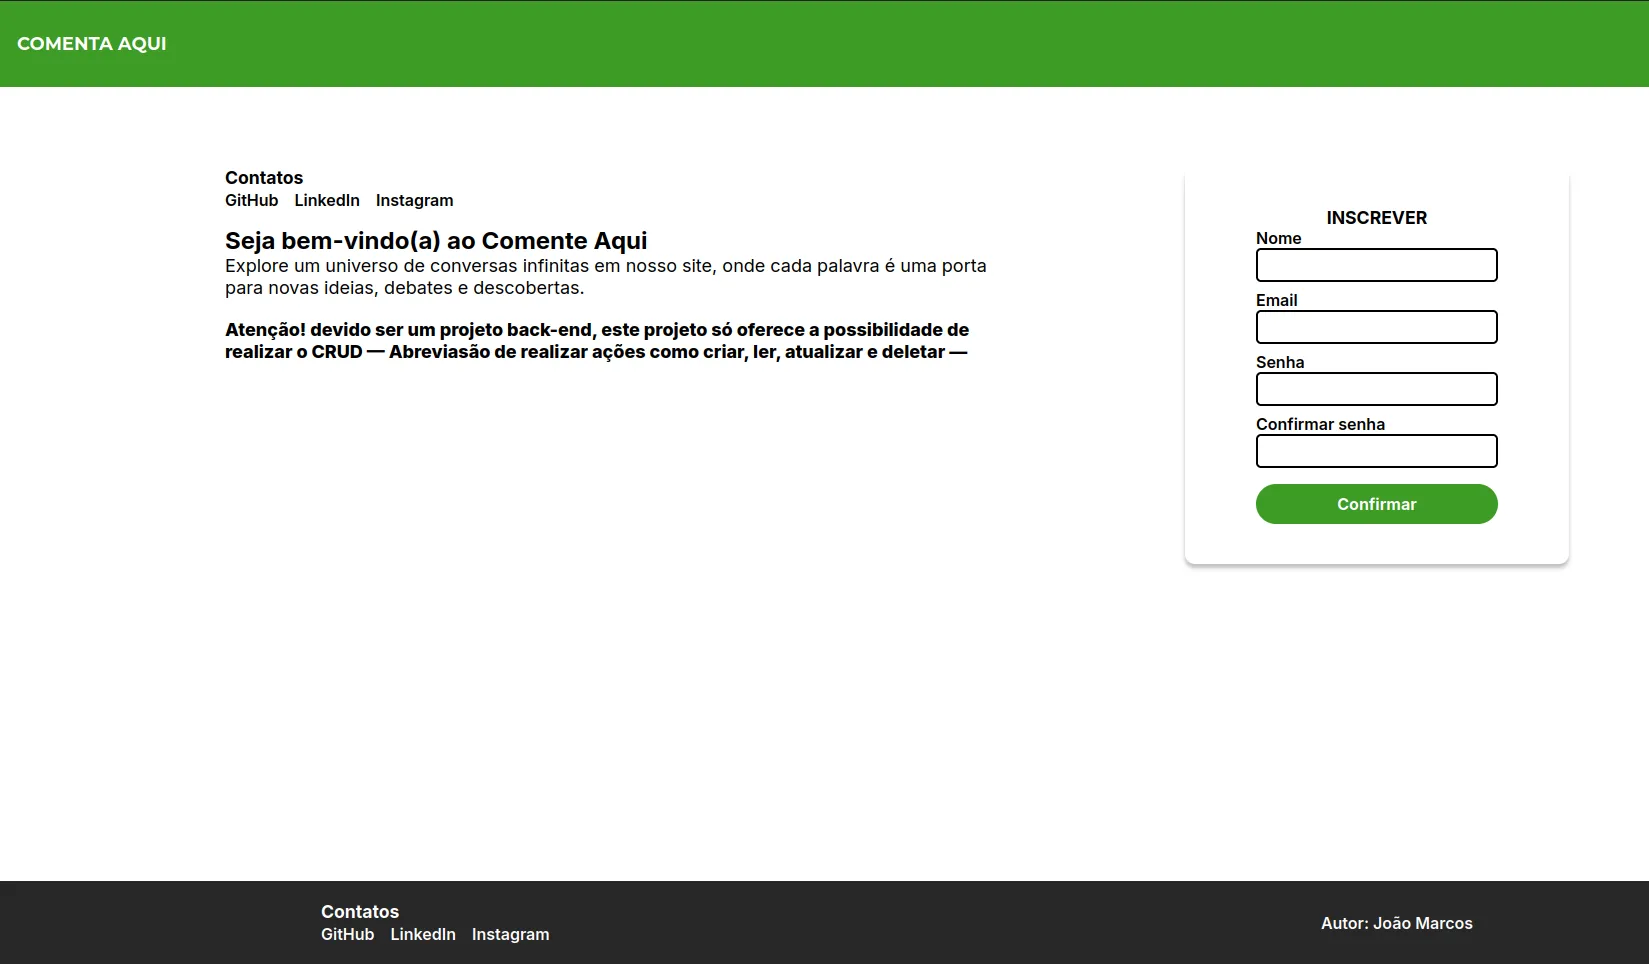 COMENTA AQUI
Contatos
GitHub LinkedIn Instagram
Seja bem-vindo(a) ao Comente Aqui
Explore um universo de conversas infinitas em nosso site, onde cada palavra é uma porta
para novas ideias, debates e descobertas.
Atenção! devido ser um projeto back-end, este projeto só oferece a possibilidade de
realizar o CRUD — Abreviasão de realizar ações como criar, ler, atualizar e deletar —
INSCREVER
Nome
Email
Senha
Confirmar senha
Confirmar
Contatos
GitHub LinkedIn Instagram
Autor: João Marcos